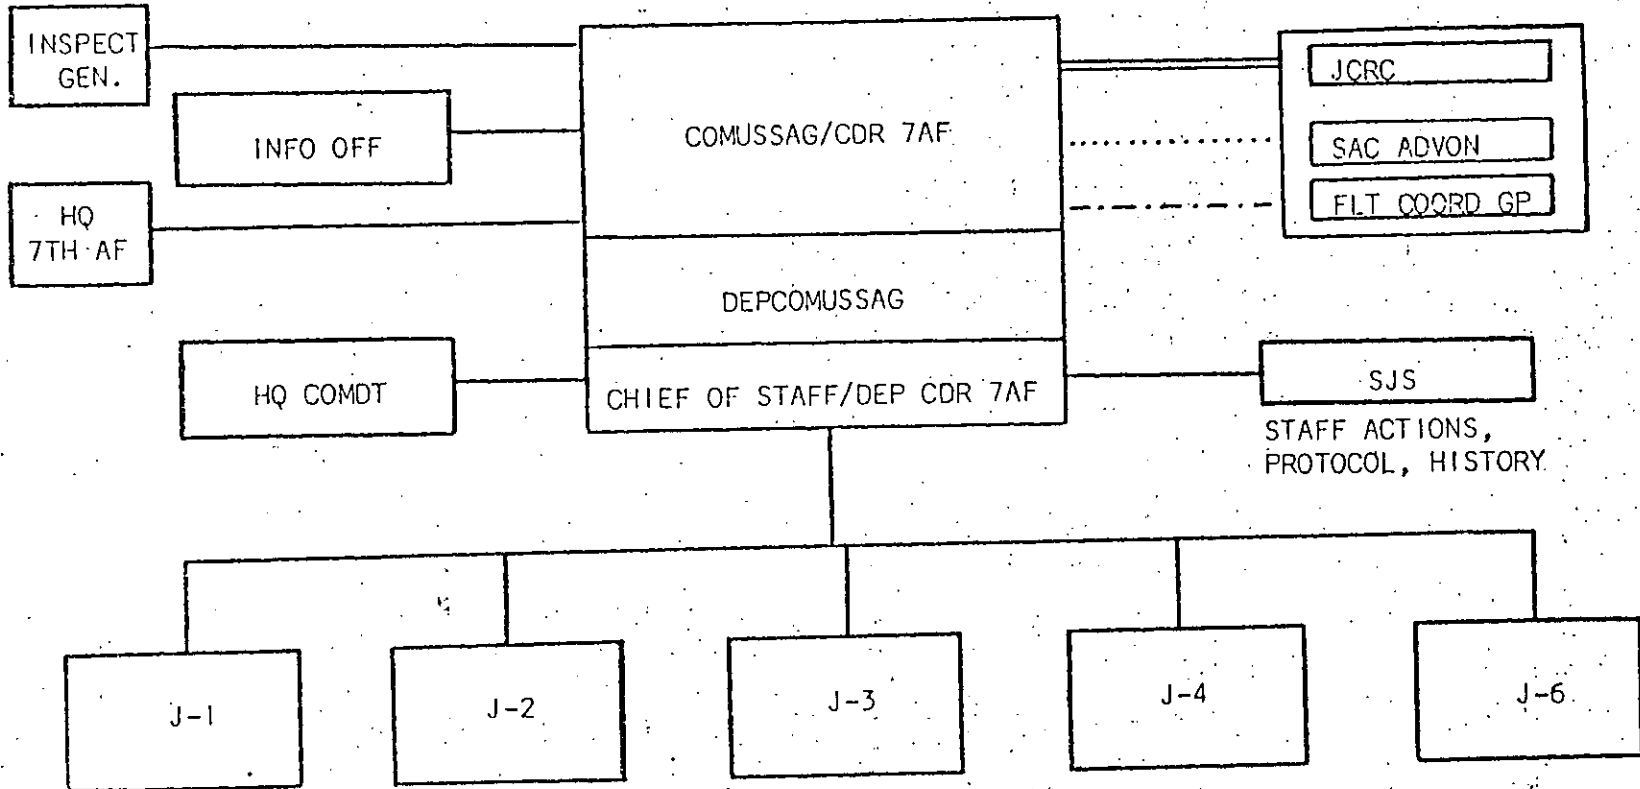 INSPECT
GEN.
INFO OFF
HQ
7TH AF
HQ COMDT
COMUSSAG/CDR 7AF
DEPCOMUSSAG
CHIEF OF STAFF/DEP CDR 7AF
JCRC
SAC ADVON
FLT COORD GP
SJS
STAFF ACTIONS,
PROTOCOL, HISTORY
J-1
J-2
J-3
J-4
J-6